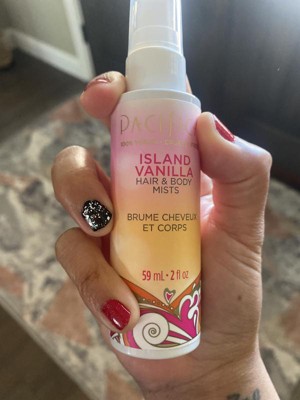 ISLAND
VANILLA
HAIR & BODY
MISTS
BRUME CHEVEUX
ET CORPS
59 mL • 2 fl oz